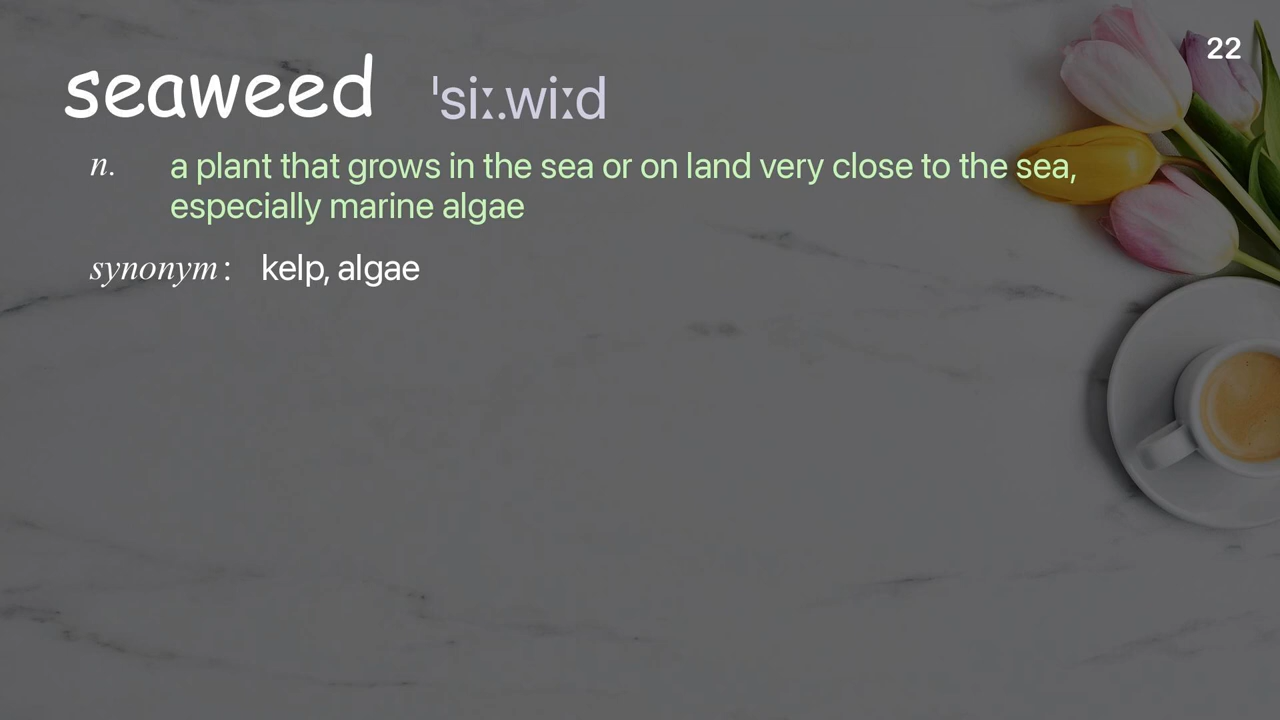 22
seaweed ˈsiː.wiːd
n. a plant that grows in the sea or on land very close to the sea,
especially marine algae
synonym: kelp, algae